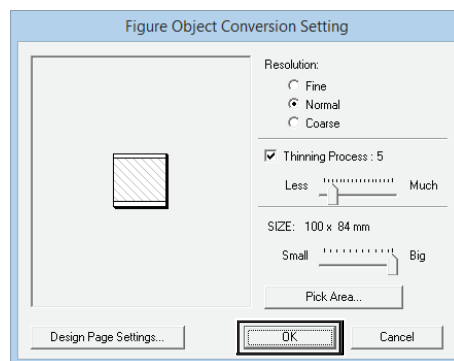 Figure Object Conversion Setting
Resolution:
Fine
Normal
Coarse
Thinning Process : 5
Less Much
SIZE: 100 x 84 mm
Small Big
Pick Area...
Design Page Settings... OK Cancel